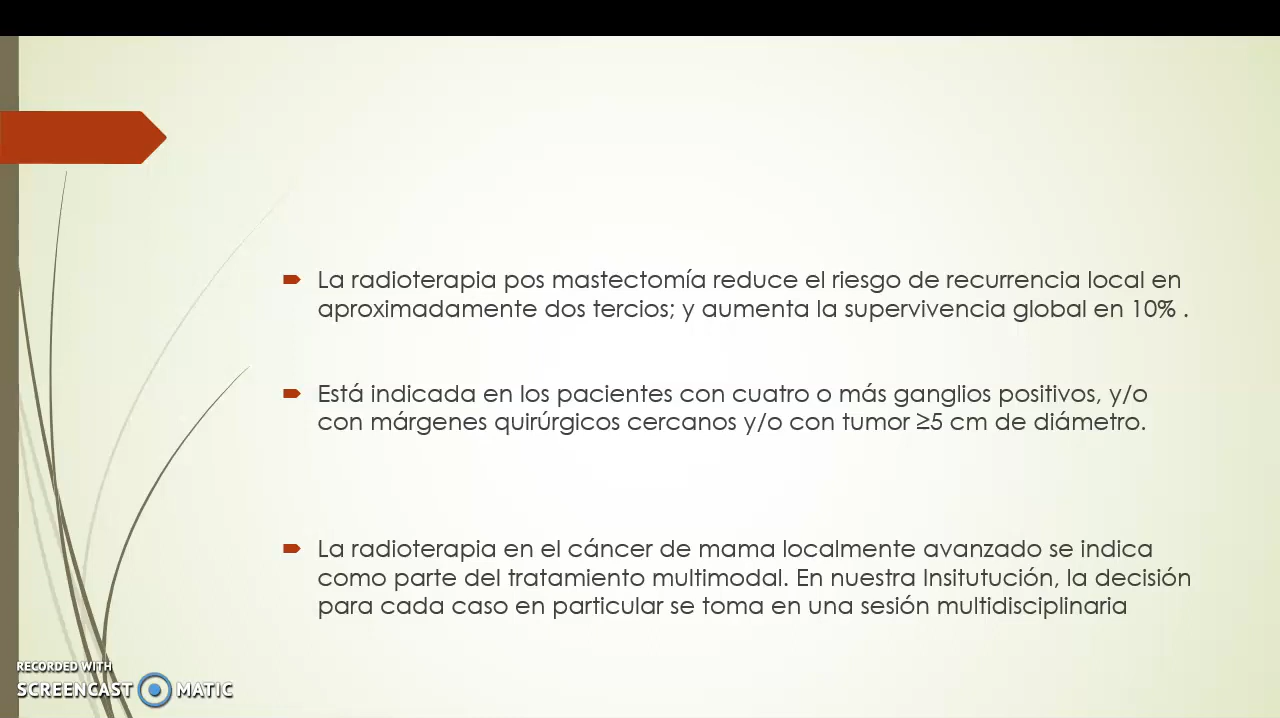 La radioterapia pos mastectomía reduce el riesgo de recurrencia local en
aproximadamente dos tercios; y aumenta la supervivencia global en 10% .
Está indicada en los pacientes con cuatro o más ganglios positivos, y/o
con márgenes quirúrgicos cercanos y/o con tumor ≥5 cm de diámetro.
La radioterapia en el cáncer de mama localmente avanzado se indica
como parte del tratamiento multimodal. En nuestra Insitutución, la decisión
para cada caso en particular se toma en una sesión multidisciplinaria
RECORDED WITH
SCREENCAST MATIC